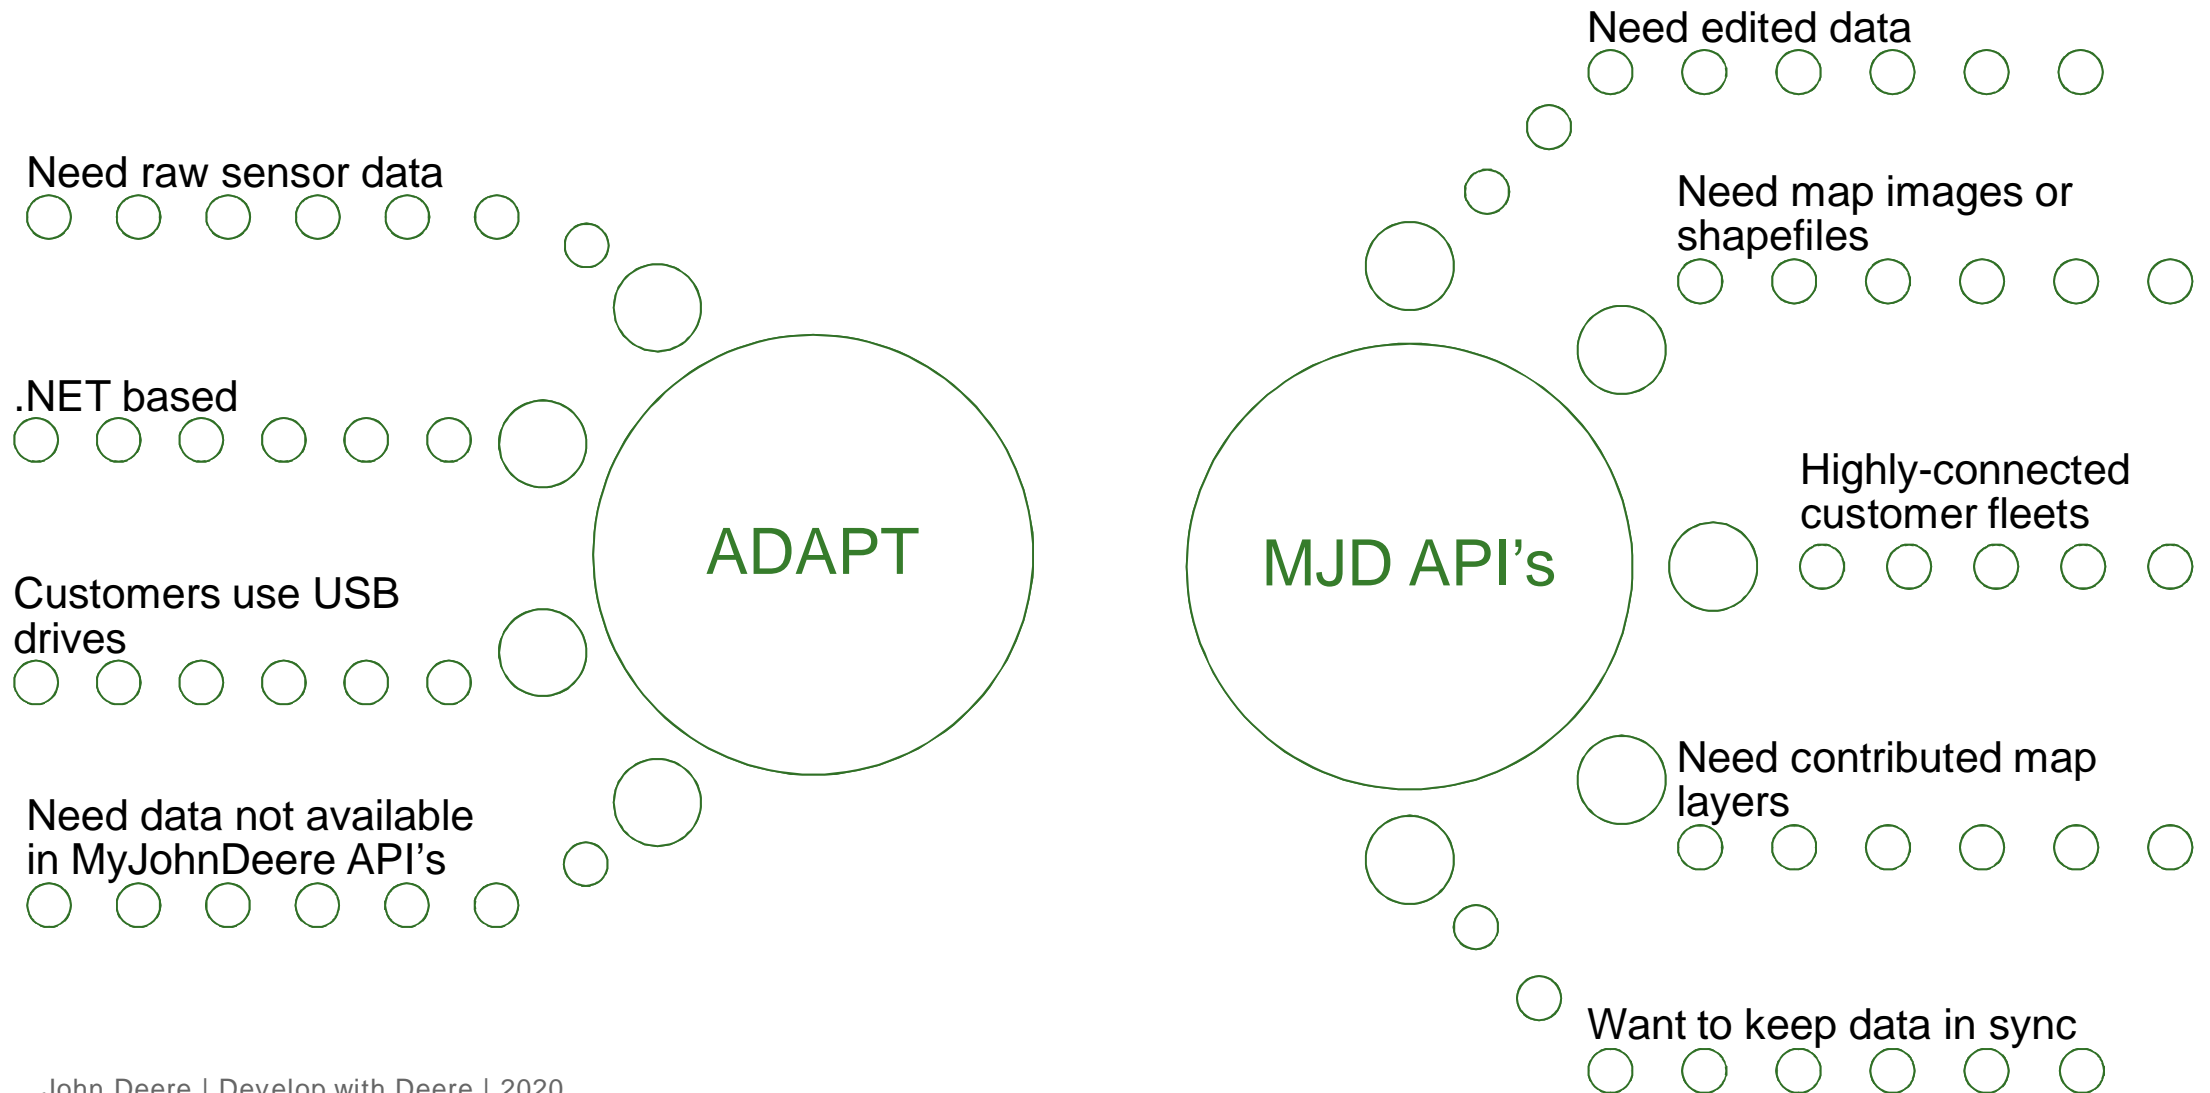 Need raw sensor data
.NET based
Customers use USB
drives
Need data not available
in MyJohnDeere API's
ADAPT
MJD API's
Need edited data
Need map images or
shapefiles
Highly-connected
customer fleets
Need contributed map
layers
Want to keep data in sync
John Deere | Develop with Deere | 2020